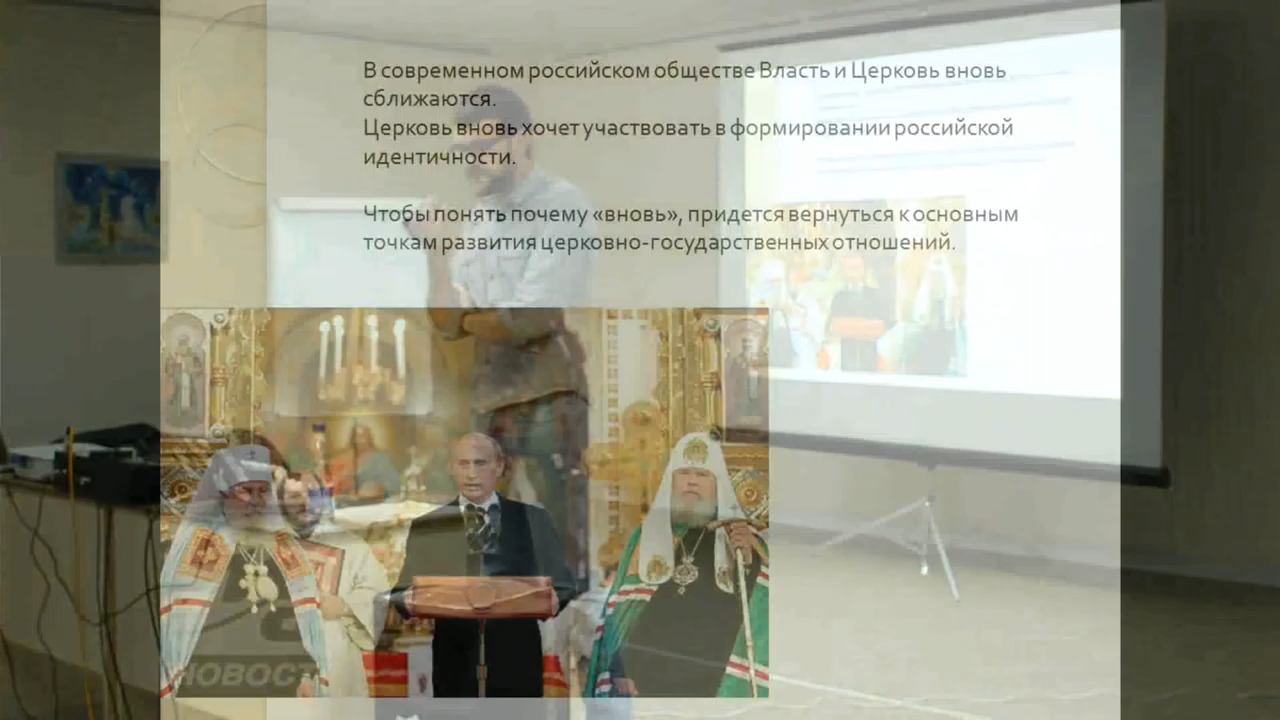 В современном российском обществе Власть и Церковь вновь
сближаются.
Церковь вновь хочет участвовать в формировании российской
идентичности.
Чтобы понять почему «вновь», придется вернуться к основным
точкам развития церковно-государственных отношений.
НОВОСТИ